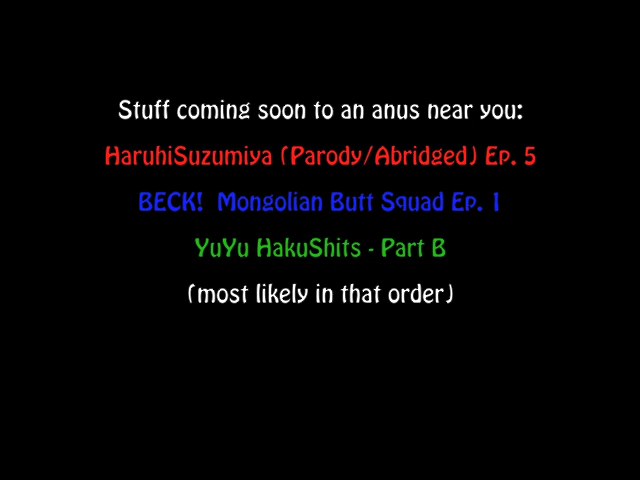 Stuff coming soon to an anus near you:
HaruhiSuzumiya (Parody/Abridged) Ep. 5
BECK!  Mongolian Butt Squad Ep. 1
YuYu HakuShits - Part B
(most likely in that order)